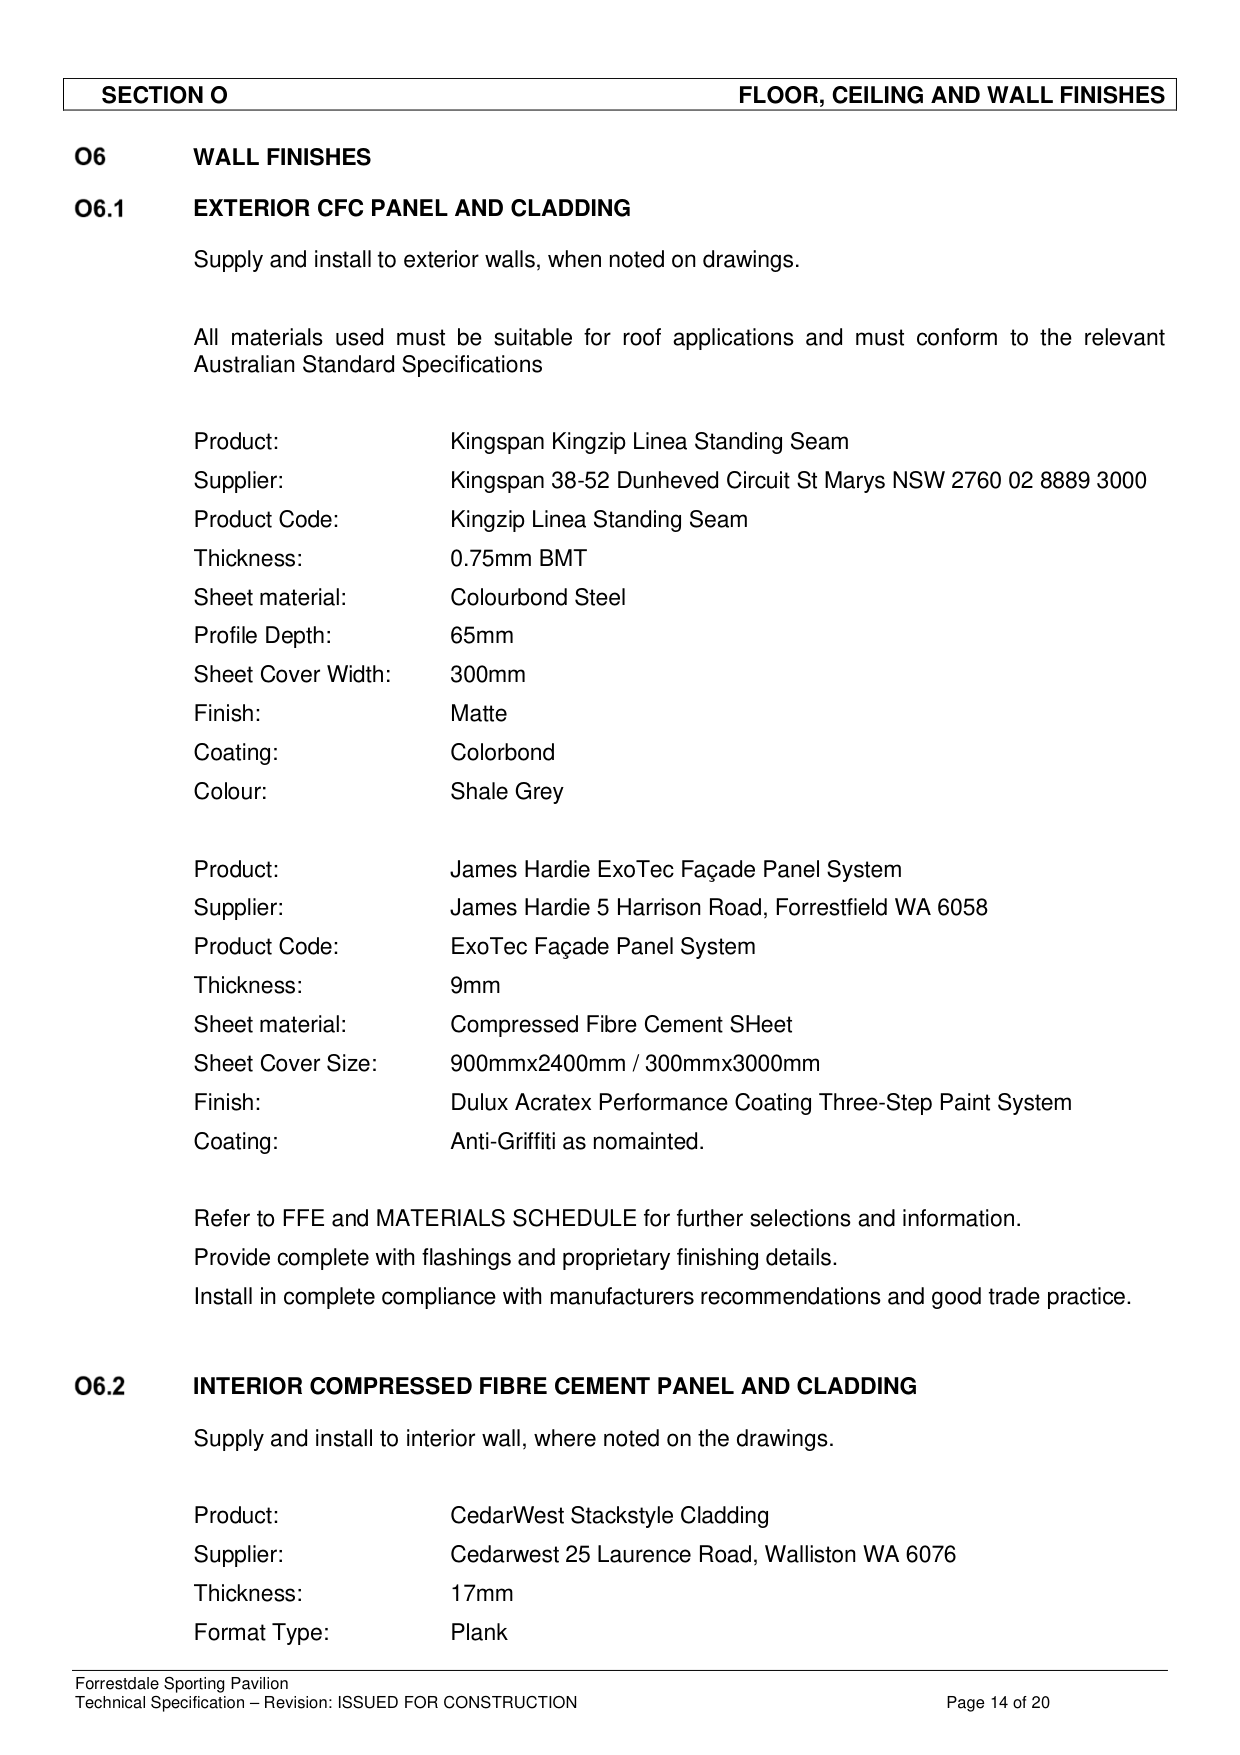 SECTION O FLOOR, CEILING AND WALL FINISHES
O6 WALL FINISHES
O6.1 EXTERIOR CFC PANEL AND CLADDING
Supply and install to exterior walls, when noted on drawings.
All materials used must be suitable for roof applications and must conform to the relevant
Australian Standard Specifications
Product: Kingspan Kingzip Linea Standing Seam
Supplier: Kingspan 38-52 Dunheved Circuit St Marys NSW 2760 02 8889 3000
Product Code: Kingzip Linea Standing Seam
Thickness: 0.75mm BMT
Sheet material: Colourbond Steel
Profile Depth: 65mm
Sheet Cover Width: 300mm
Finish: Matte
Coating: Colorbond
Colour: Shale Grey
Product: James Hardie ExoTec Façade Panel System
Supplier: James Hardie 5 Harrison Road, Forrestfield WA 6058
Product Code: ExoTec Façade Panel System
Thickness: 9mm
Sheet material: Compressed Fibre Cement SHeet
Sheet Cover Size: 900mmx2400mm / 300mmx3000mm
Finish: Dulux Acratex Performance Coating Three-Step Paint System
Coating: Anti-Griffiti as nomainted.
Refer to FFE and MATERIALS SCHEDULE for further selections and information.
Provide complete with flashings and proprietary finishing details.
Install in complete compliance with manufacturers recommendations and good trade practice.
O6.2 INTERIOR COMPRESSED FIBRE CEMENT PANEL AND CLADDING
Supply and install to interior wall, where noted on the drawings.
Product: CedarWest Stackstyle Cladding
Supplier: Cedarwest 25 Laurence Road, Walliston WA 6076
Thickness: 17mm
Format Type: Plank
Forrestdale Sporting Pavilion
Technical Specification – Revision: ISSUED FOR CONSTRUCTION Page 14 of 20